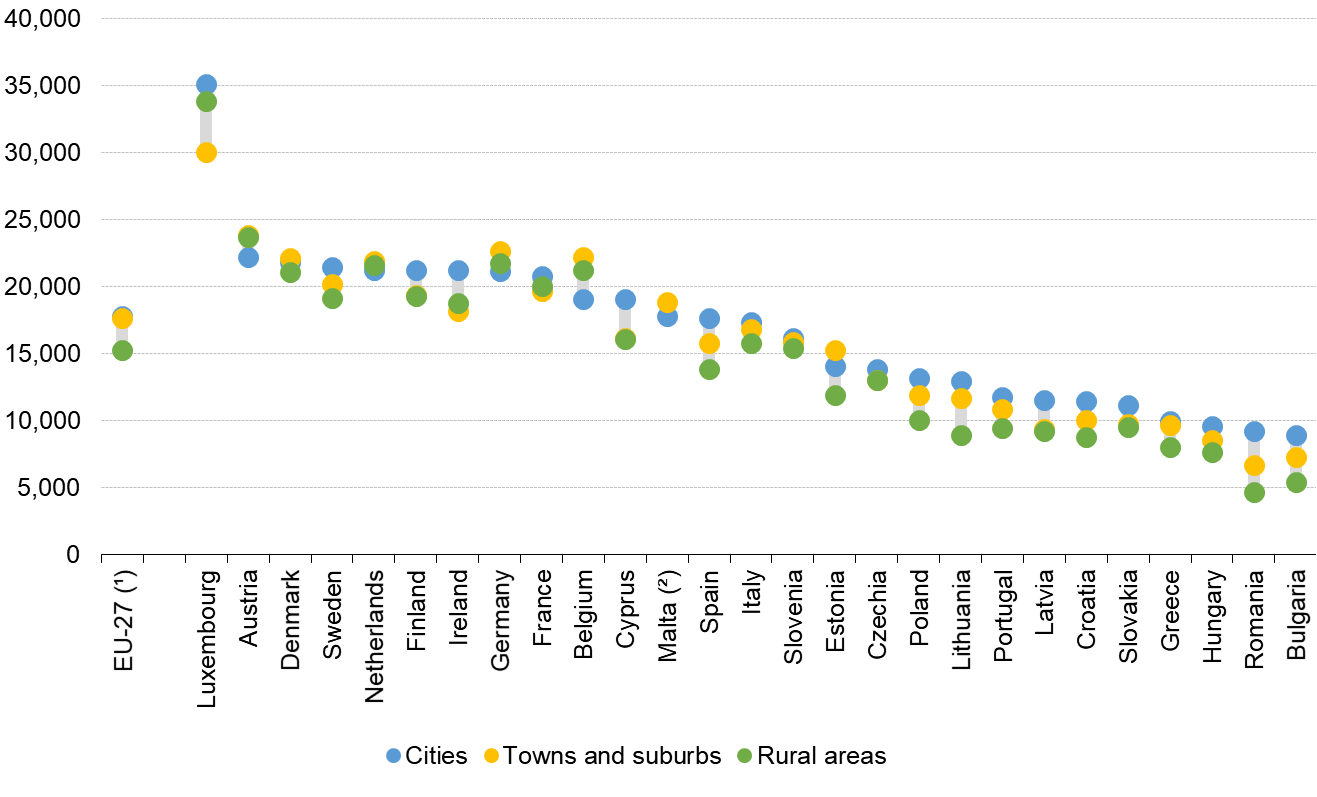 40,000
35,000
30,000
25,000
20,000
15,000
10,000
5,000
0
EU-27 (¹)
Luxembourg
Austria
Denmark
Sweden
Netherlands
Finland
Ireland
Germany
France
Belgium
Cyprus
Malta (²)
Spain
Italy
Slovenia
Estonia
Czechia
Poland
Lithuania
Portugal
Latvia
Croatia
Slovakia
Greece
Hungary
Romania
Bulgaria
Cities Towns and suburbs Rural areas